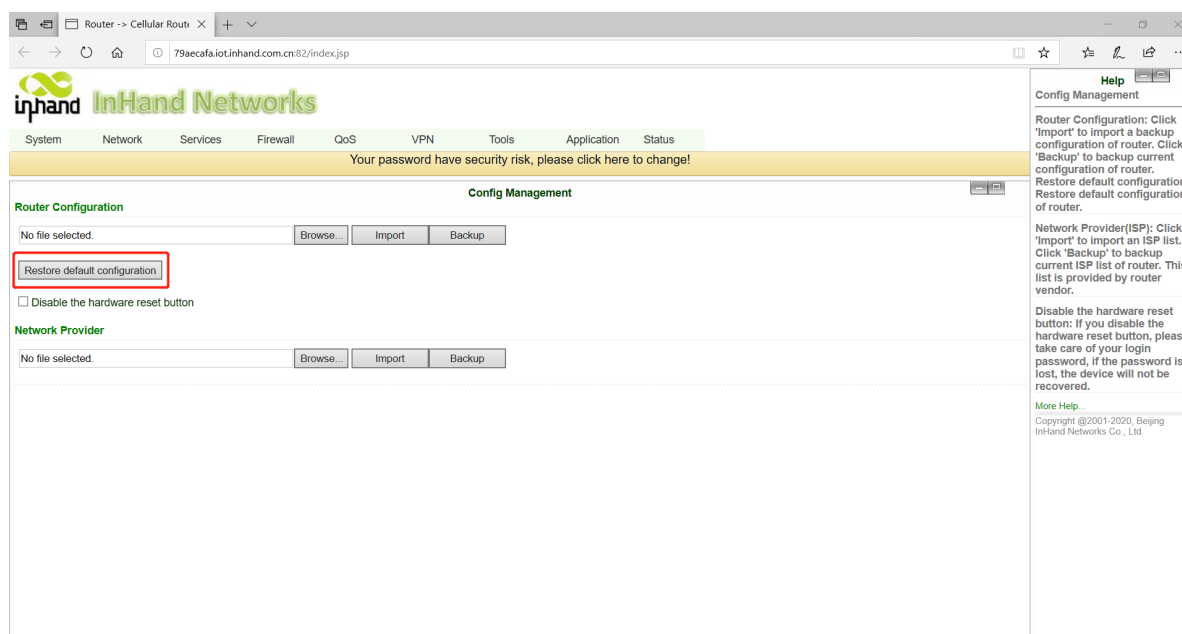 Router -> Cellular Route
79aecafa.iot.inhand.com.cn:82/index.jsp
inhand InHand Networks
System Network Services Firewall QoS VPN Tools Application Status
Your password have security risk, please click here to change!
Config Management
Router Configuration
No file selected. Browse... Import Backup
Restore default configuration
Disable the hardware reset button
Network Provider
No file selected. Browse... Import Backup
Help
Config Management
Router Configuration: Click
'Import' to import a backup
configuration of router. Click
'Backup' to backup current
configuration of router.
Restore default configuration
Restore default configuration
of router.
Network Provider(ISP): Click
'Import' to import an ISP list.
Click 'Backup' to backup
current ISP list of router. This
list is provided by router
vendor.
Disable the hardware reset
button: If you disable the
hardware reset button, pleas
take care of your login
password, if the password is
lost, the device will not be
recovered.
More Help...
Copyright @2001-2020, Beijing
InHand Networks Co., Ltd.